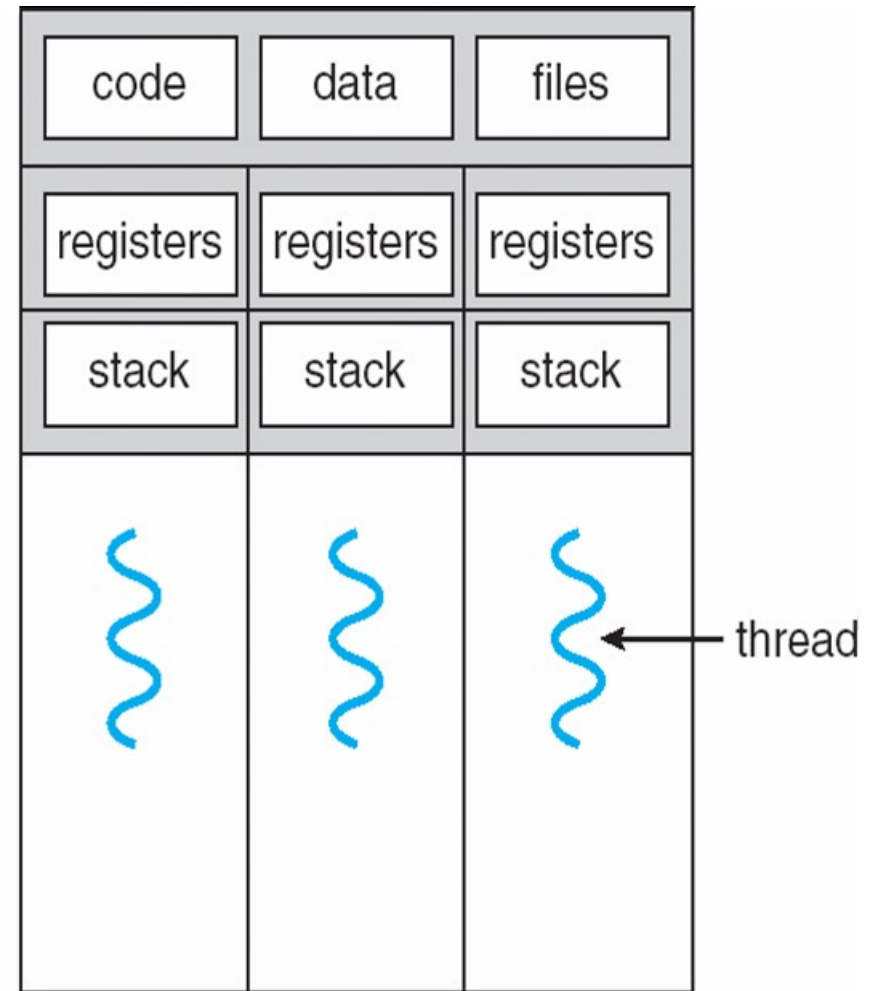 code data files
registers registers registers
stack stack stack
thread